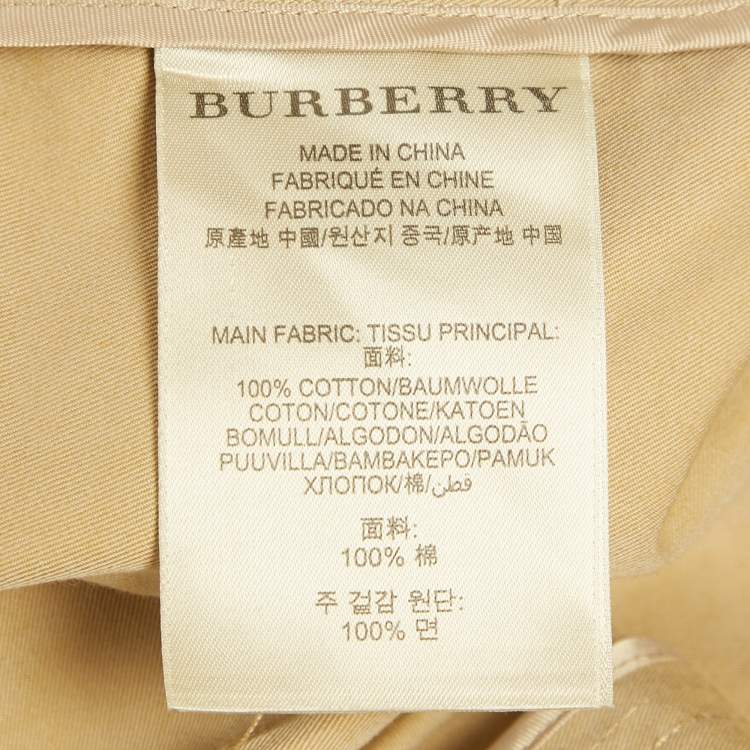 BURBERRY
MADE IN CHINA
FABRIQUÉ EN CHINE
FABRICADO NA CHINA
原產地 中國/원산지 중국/原产地 中国
MAIN FABRIC: TISSU PRINCIPAL:
面料:
100% COTTON/BAUMWOLLE
COTON/COTONE/KATOEN
BOMULL/ALGODON/ALGODÃO
PUUVILLA/BAMBAKEPO/PAMUK
ХЛОПОК/棉/قطن
面料:
100% 棉
주 겉감 원단:
100% 면